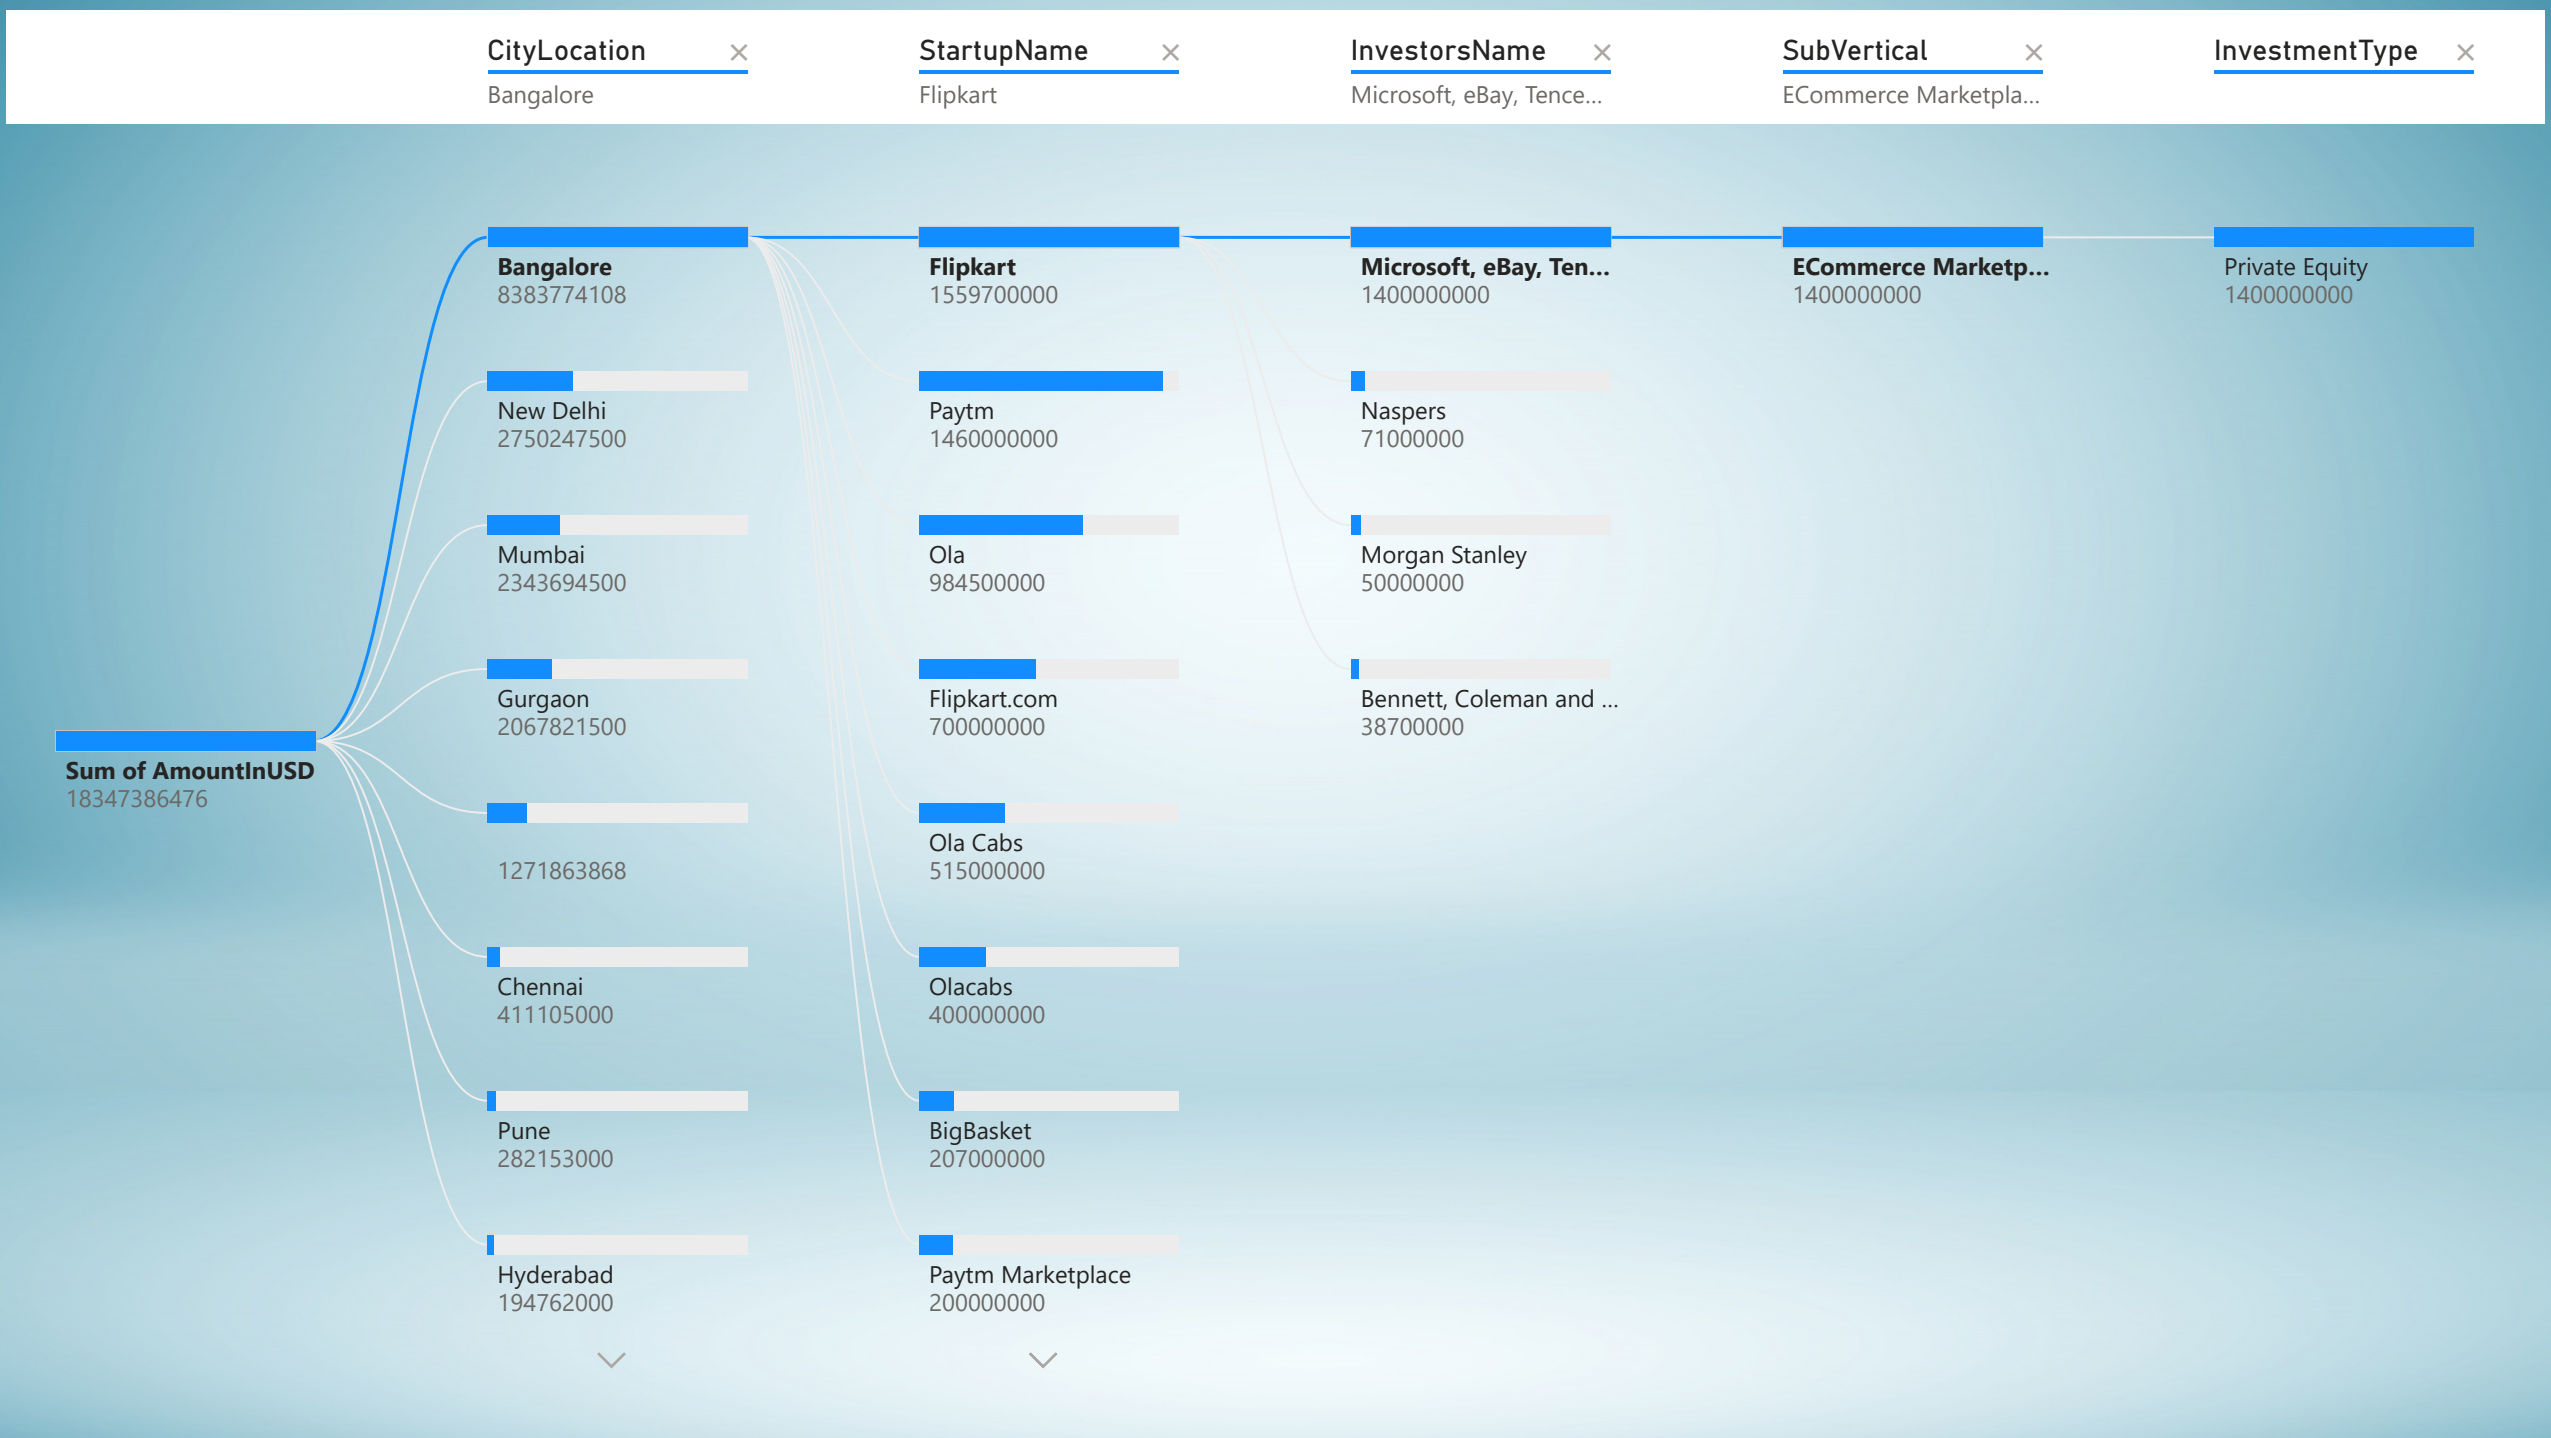 CityLocation
Bangalore
StartupName
Flipkart
InvestorsName
Microsoft, eBay, Tence...
SubVertical
ECommerce Marketpla...
InvestmentType
Sum of AmountInUSD
18347386476
Bangalore
8383774108
New Delhi
2750247500
Mumbai
2343694500
Gurgaon
2067821500
1271863868
Chennai
411105000
Pune
282153000
Hyderabad
194762000
Flipkart
1559700000
Paytm
1460000000
Ola
984500000
Flipkart.com
700000000
Ola Cabs
515000000
Olacabs
400000000
BigBasket
207000000
Paytm Marketplace
200000000
Microsoft, eBay, Ten...
1400000000
Naspers
71000000
Morgan Stanley
50000000
Bennett, Coleman and ...
38700000
ECommerce Marketp...
1400000000
Private Equity
1400000000